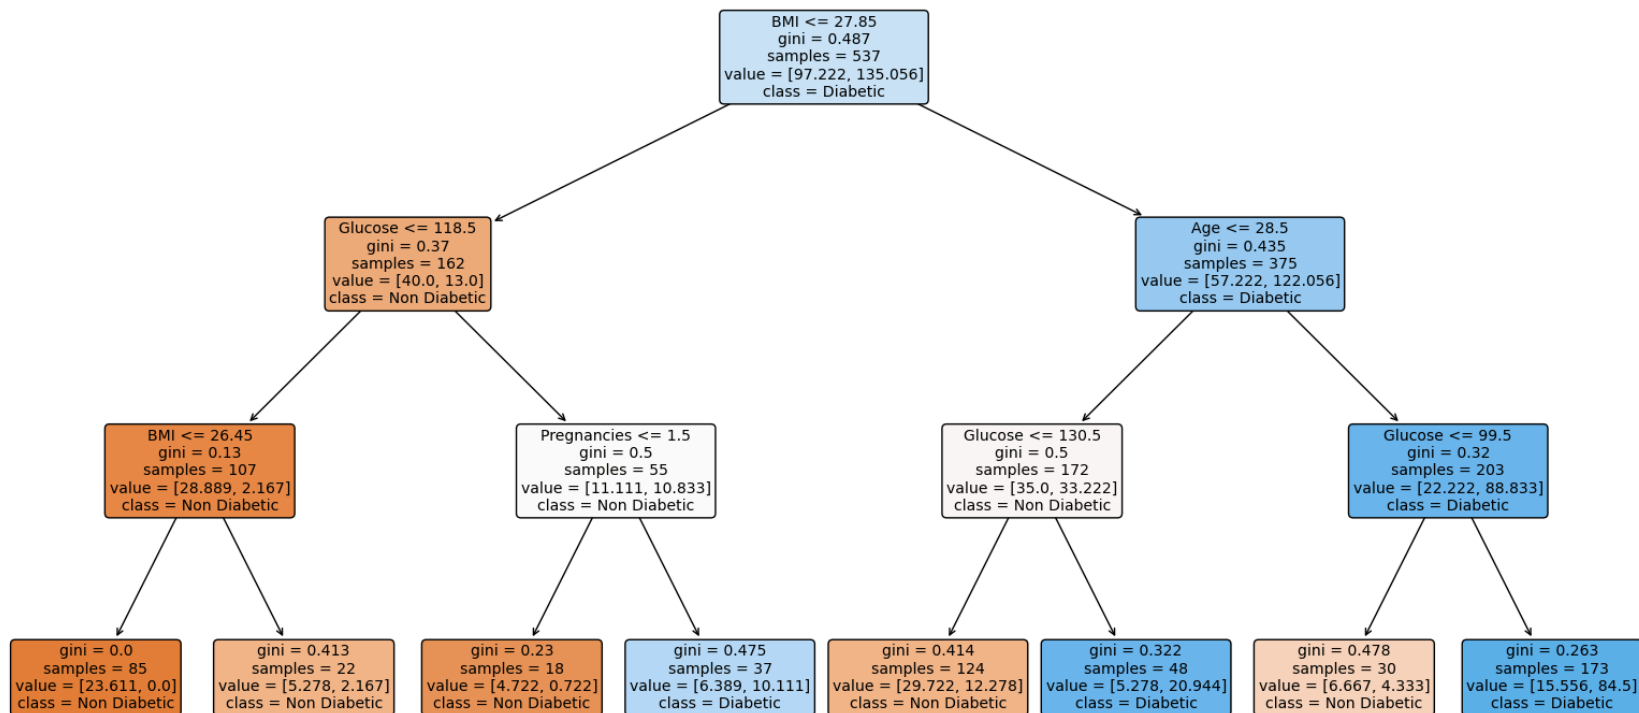 BMI <= 27.85
gini = 0.487
samples = 537
value = [97.222, 135.056]
class = Diabetic
Glucose <= 118.5
gini = 0.37
samples = 162
value = [40.0, 13.0]
class = Non Diabetic
Age <= 28.5
gini = 0.435
samples = 375
value = [57.222, 122.056]
class = Diabetic
BMI <= 26.45
gini = 0.13
samples = 107
value = [28.889, 2.167]
class = Non Diabetic
Pregnancies <= 1.5
gini = 0.5
samples = 55
value = [11.111, 10.833]
class = Non Diabetic
Glucose <= 130.5
gini = 0.5
samples = 172
value = [35.0, 33.222]
class = Non Diabetic
Glucose <= 99.5
gini = 0.32
samples = 203
value = [22.222, 88.833]
class = Diabetic
gini = 0.0
samples = 85
value = [23.611, 0.0]
class = Non Diabetic
gini = 0.413
samples = 22
value = [5.278, 2.167]
class = Non Diabetic
gini = 0.23
samples = 18
value = [4.722, 0.722]
class = Non Diabetic
gini = 0.475
samples = 37
value = [6.389, 10.111]
class = Diabetic
gini = 0.414
samples = 124
value = [29.722, 12.278]
class = Non Diabetic
gini = 0.322
samples = 48
value = [5.278, 20.944]
class = Diabetic
gini = 0.478
samples = 30
value = [6.667, 4.333]
class = Non Diabetic
gini = 0.263
samples = 173
value = [15.556, 84.5]
class = Diabetic